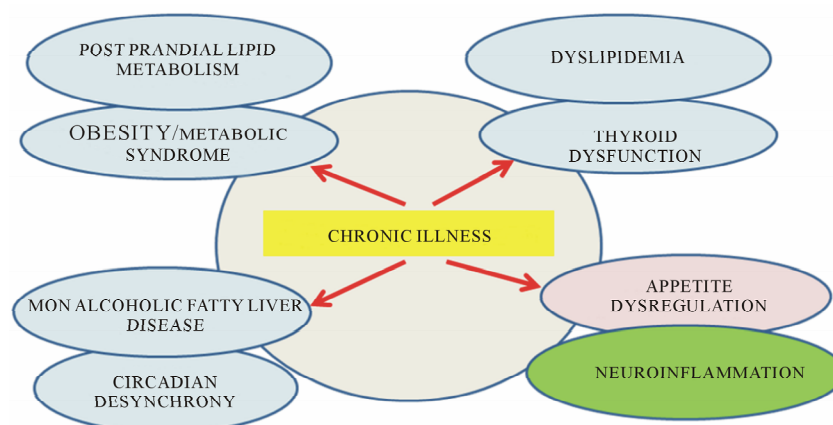 POST PRANDIAL LIPID
METABOLISM
OBESITY/METABOLIC
SYNDROME
DYSLIPIDEMIA
THYROID
DYSFUNCTION
CHRONIC ILLNESS
MON ALCOHOLIC FATTY LIVER
DISEASE
CIRCADIAN
DESYNCHRONY
APPETITE
DYSREGULATION
NEUROINFLAMMATION